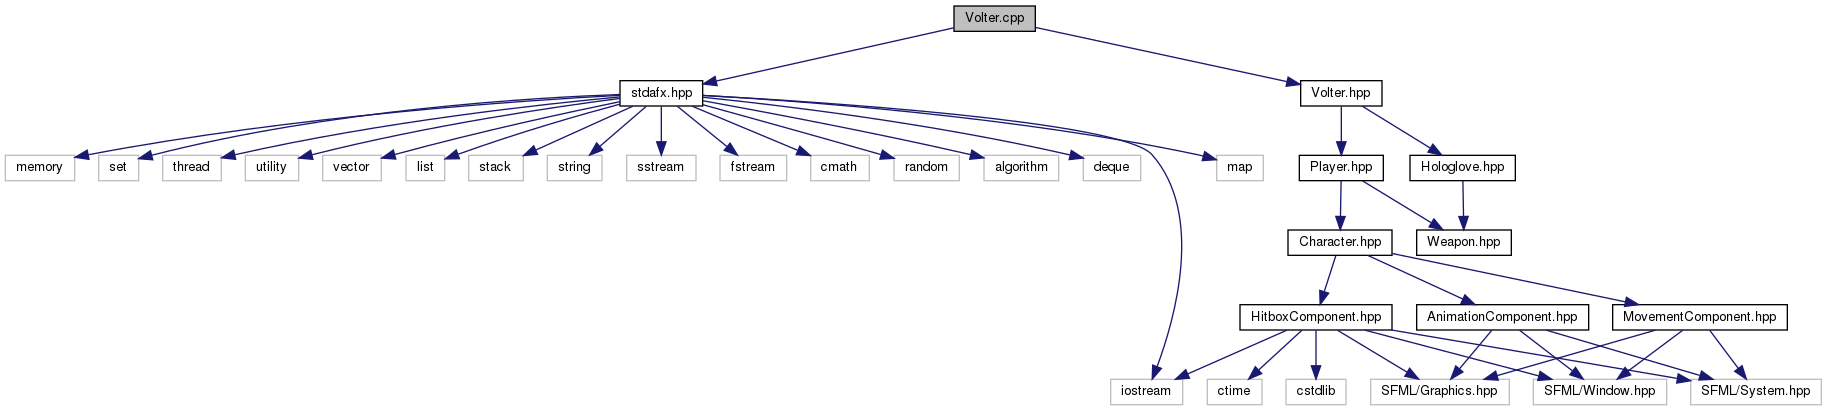 Volter.cpp
stdafx.hpp
Volter.hpp
memory
set
thread
utility
vector
list
stack
string
sstream
fstream
cmath
random
algorithm
deque
map
Player.hpp
Hologlove.hpp
Character.hpp
Weapon.hpp
HitboxComponent.hpp
AnimationComponent.hpp
MovementComponent.hpp
iostream
ctime
cstdlib
SFML/Graphics.hpp
SFML/Window.hpp
SFML/System.hpp